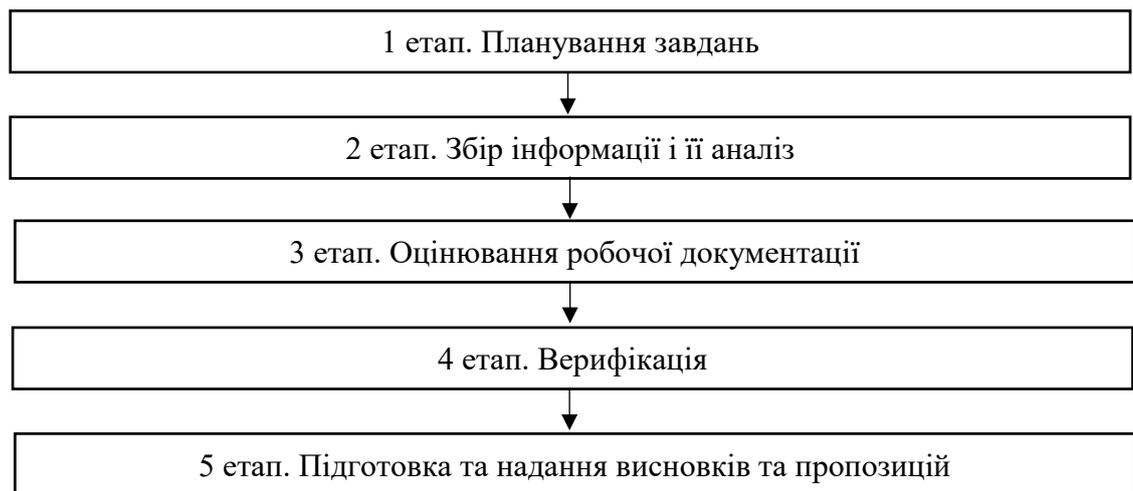 1 етап. Планування завдань
2 етап. Збір інформації і її аналіз
3 етап. Оцінювання робочої документації
4 етап. Верифікація
5 етап. Підготовка та надання висновків та пропозицій